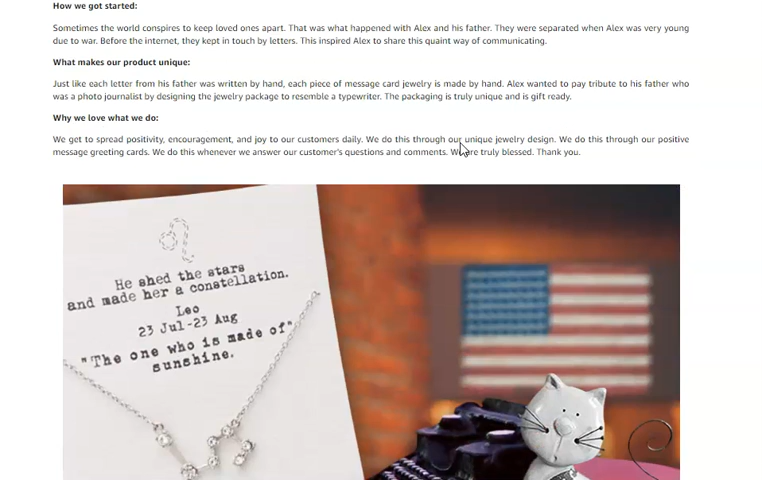 How we got started:
Sometimes the world conspires to keep loved ones apart. That was what happened with Alex and his father. They were separated when Alex was very young
due to war. Before the internet, they kept in touch by letters. This inspired Alex to share this quaint way of communicating.
What makes our product unique:
Just like each letter from his father was written by hand, each piece of message card jewelry is made by hand. Alex wanted to pay tribute to his father who
was a photo journalist by designing the jewelry package to resemble a typewriter. The packaging is truly unique and is gift ready.
Why we love what we do:
We get to spread positivity, encouragement, and joy to our customers daily. We do this through our unique jewelry design. We do this through our positive
message greeting cards. We do this whenever we answer our customer's questions and comments. We are truly blessed. Thank you.
He shed the stars
and made her a constellation.
Leo
23 Jul-23 Aug
"The one who is made of"
sunshine.